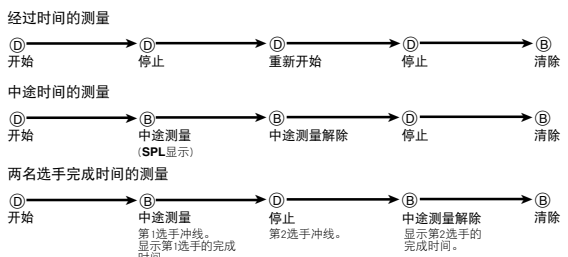 经过时间的测量
Ⓓ Ⓓ Ⓓ Ⓓ Ⓑ
开始 停止 重新开始 停止 清除
中途时间的测量
Ⓓ Ⓑ Ⓑ Ⓓ Ⓑ
开始 中途测量 中途测量解除 停止 清除
(SPL显示)
两名选手完成时间的测量
Ⓓ Ⓑ Ⓓ Ⓑ Ⓑ
开始 中途测量 停止 中途测量解除 清除
第1选手冲线。 第2选手冲线。 显示第2选手的
显示第1选手的完成 完成时间。